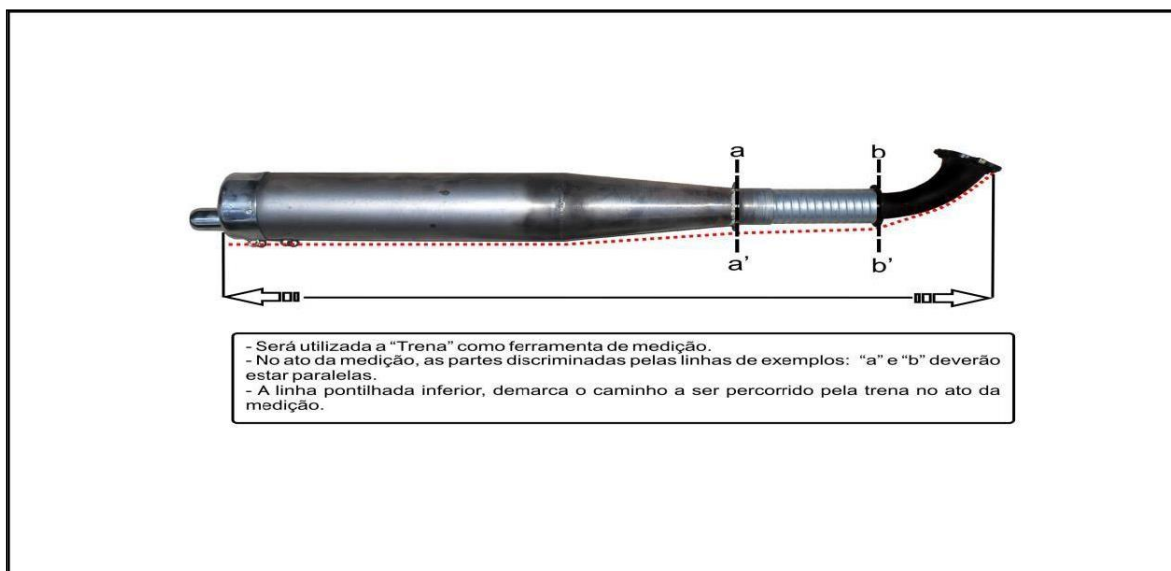 a
b
a'
b'
- Será utilizada a “Trena” como ferramenta de medição.
- No ato da medição, as partes discriminadas pelas linhas de exemplos: “a” e “b” deverão
estar paralelas.
- A linha pontilhada inferior, demarca o caminho a ser percorrido pela trena no ato da
medição.